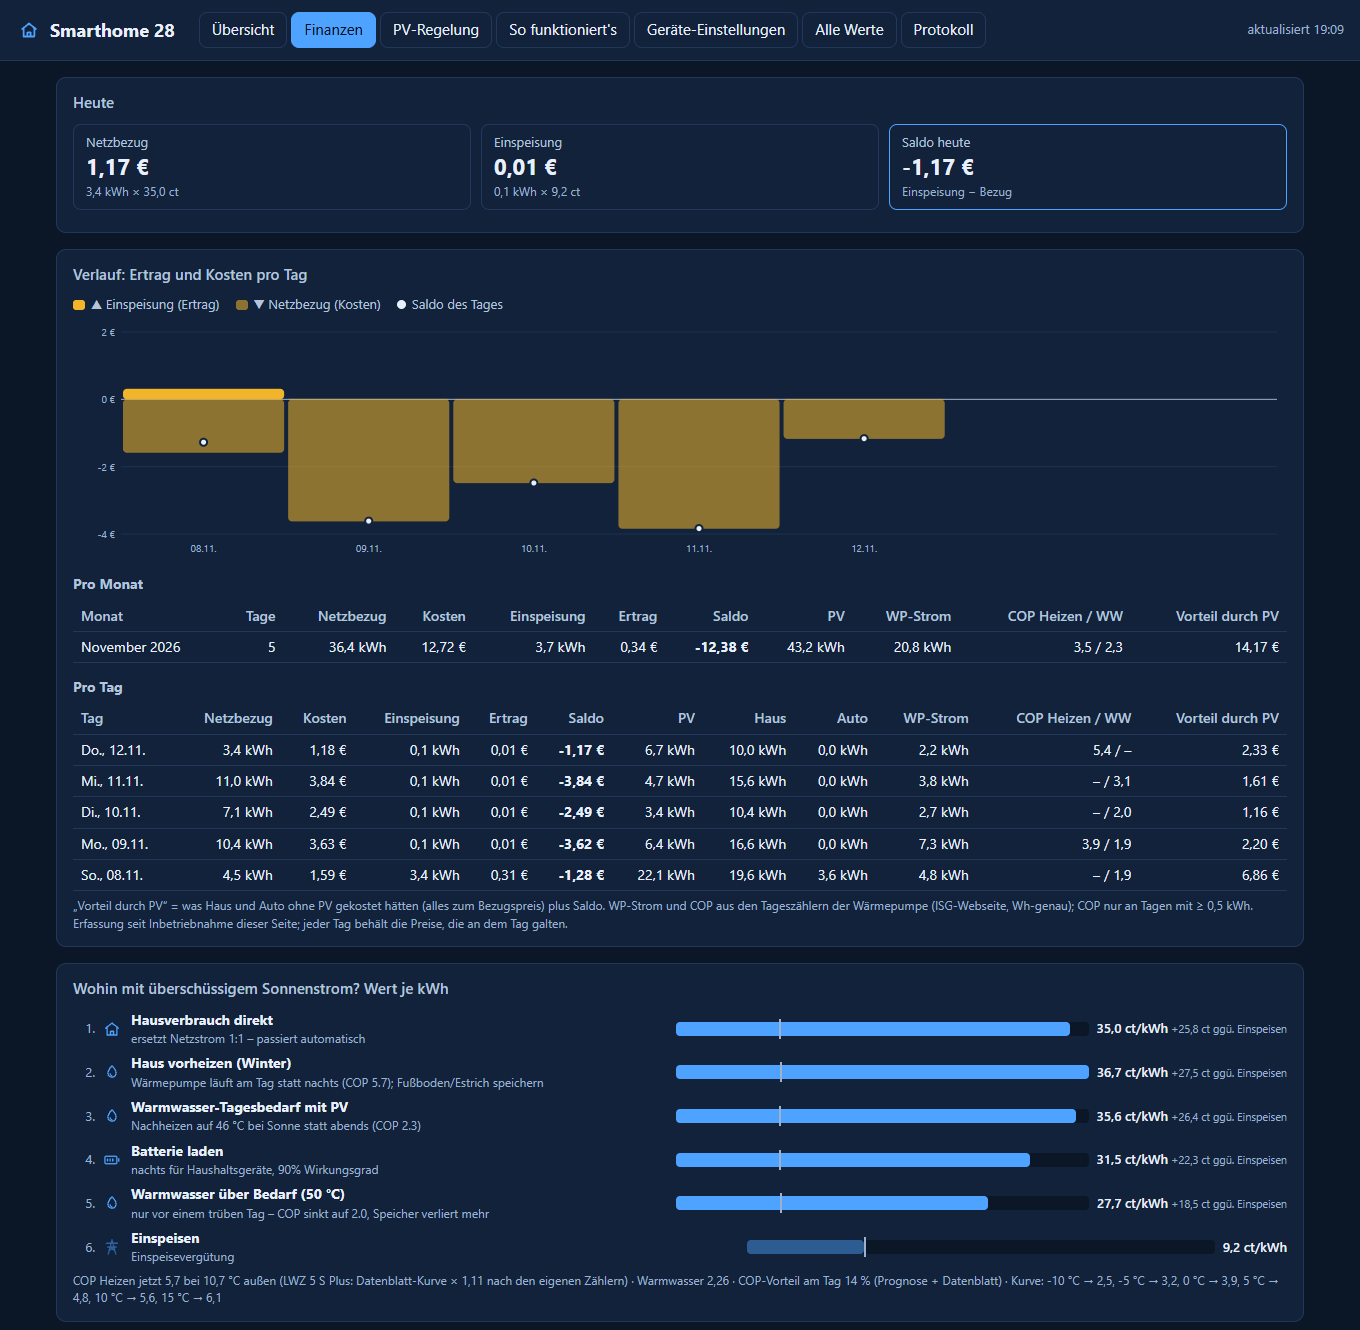 Smarthome 28
Übersicht
Finanzen
PV-Regelung
So funktioniert's
Geräte-Einstellungen
Alle Werte
Protokoll
aktualisiert 19:09
Heute
Netzbezug
1,17 €
3,4 kWh × 35,0 ct
Einspeisung
0,01 €
0,1 kWh × 9,2 ct
Saldo heute
-1,17 €
Einspeisung − Bezug
Verlauf: Ertrag und Kosten pro Tag
▲ Einspeisung (Ertrag) ▼ Netzbezug (Kosten) Saldo des Tages
2 €
0 €
-2 €
-4 €
08.11. 09.11. 10.11. 11.11. 12.11.
Pro Monat
Monat Tage Netzbezug Kosten Einspeisung Ertrag Saldo PV WP-Strom COP Heizen / WW Vorteil durch PV
November 2026 5 36,4 kWh 12,72 € 3,7 kWh 0,34 € -12,38 € 43,2 kWh 20,8 kWh 3,5 / 2,3 14,17 €
Pro Tag
Tag Netzbezug Kosten Einspeisung Ertrag Saldo PV Haus Auto WP-Strom COP Heizen / WW Vorteil durch PV
Do., 12.11. 3,4 kWh 1,18 € 0,1 kWh 0,01 € -1,17 € 6,7 kWh 10,0 kWh 0,0 kWh 2,2 kWh 5,4 / – 2,33 €
Mi., 11.11. 11,0 kWh 3,84 € 0,1 kWh 0,01 € -3,84 € 4,7 kWh 15,6 kWh 0,0 kWh 3,8 kWh – / 3,1 1,61 €
Di., 10.11. 7,1 kWh 2,49 € 0,1 kWh 0,01 € -2,49 € 3,4 kWh 10,4 kWh 0,0 kWh 2,7 kWh – / 2,0 1,16 €
Mo., 09.11. 10,4 kWh 3,63 € 0,1 kWh 0,01 € -3,62 € 6,4 kWh 16,6 kWh 0,0 kWh 7,3 kWh 3,9 / 1,9 2,20 €
So., 08.11. 4,5 kWh 1,59 € 3,4 kWh 0,31 € -1,28 € 22,1 kWh 19,6 kWh 3,6 kWh 4,8 kWh – / 1,9 6,86 €
„Vorteil durch PV“ = was Haus und Auto ohne PV gekostet hätten (alles zum Bezugspreis) plus Saldo. WP-Strom und COP aus den Tageszählern der Wärmepumpe (ISG-Webseite, Wh-genau); COP nur an Tagen mit ≥ 0,5 kWh.
Erfassung seit Inbetriebnahme dieser Seite; jeder Tag behält die Preise, die an dem Tag galten.
Wohin mit überschüssigem Sonnenstrom? Wert je kWh
1. Hausverbrauch direkt
ersetzt Netzstrom 1:1 – passiert automatisch
35,0 ct/kWh +25,8 ct ggü. Einspeisen
2. Haus vorheizen (Winter)
Wärmepumpe läuft am Tag statt nachts (COP 5.7); Fußboden/Estrich speichern
36,7 ct/kWh +27,5 ct ggü. Einspeisen
3. Warmwasser-Tagesbedarf mit PV
Nachheizen auf 46 °C bei Sonne statt abends (COP 2.3)
35,6 ct/kWh +26,4 ct ggü. Einspeisen
4. Batterie laden
nachts für Haushaltsgeräte, 90% Wirkungsgrad
31,5 ct/kWh +22,3 ct ggü. Einspeisen
5. Warmwasser über Bedarf (50 °C)
nur vor einem trüben Tag – COP sinkt auf 2.0, Speicher verliert mehr
27,7 ct/kWh +18,5 ct ggü. Einspeisen
6. Einspeisen
Einspeisevergütung
9,2 ct/kWh
COP Heizen jetzt 5,7 bei 10,7 °C außen (LWZ 5 S Plus: Datenblatt-Kurve × 1,11 nach den eigenen Zählern) · Warmwasser 2,26 · COP-Vorteil am Tag 14 % (Prognose + Datenblatt) · Kurve: -10 °C → 2,5, -5 °C → 3,2, 0 °C → 3,9, 5 °C →
4,8, 10 °C → 5,6, 15 °C → 6,1